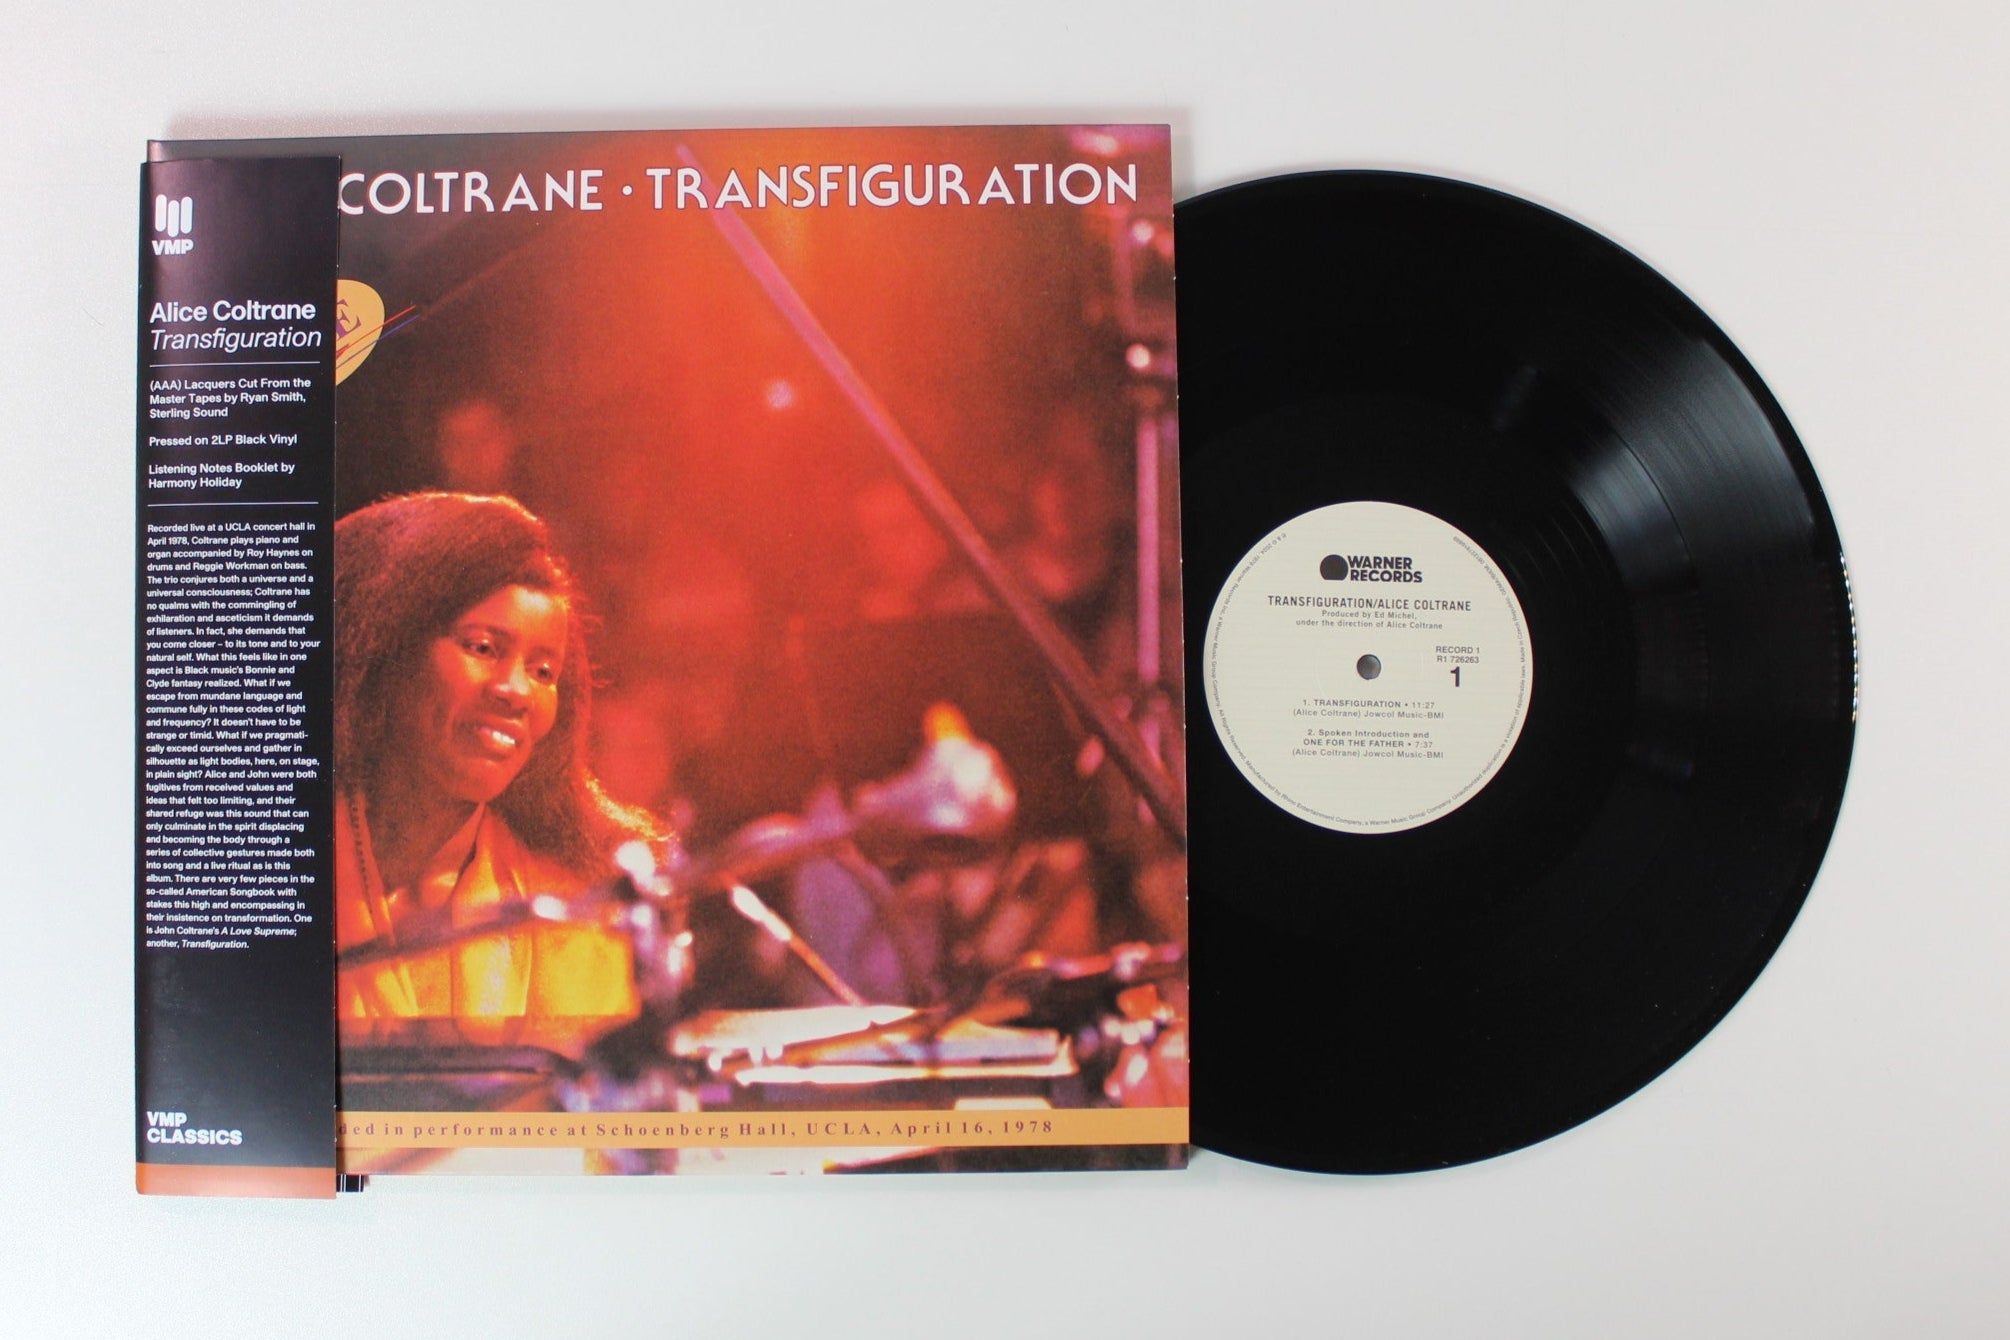 VMP
Alice Coltrane
Transfiguration
(AAA) Lacquers Cut From the
Master Tapes by Ryan Smith,
Sterling Sound
Pressed on 2LP Black Vinyl
Listening Notes Booklet by
Harmony Holiday
Recorded live at a UCLA concert hall in
April 1978, Coltrane plays piano and
organ accompanied by Roy Haynes on
drums and Reggie Workman on bass.
The trio conjures both a universe and a
universal consciousness; Coltrane has
no qualms with the commingling of
exhilaration and asceticism it demands
of listeners. In fact, she demands that
you come closer – to its tone and to your
natural self. What this feels like in one
aspect is Black music's Bonnie and
Clyde fantasy realized. What if we
escape from mundane language and
commune fully in these codes of light
and frequency? It doesn't have to be
strange or timid. What if we pragmati-
cally exceed ourselves and gather in
silhouette as light bodies, here, on stage,
in plain sight? Alice and John were both
fugitives from received values and
ideas that felt too limiting, and their
shared refuge was this sound that can
only culminate in the spirit displacing
and becoming the body through a
series of collective gestures made both
into song and a live ritual as is this
album. There are very few pieces in the
so-called American Songbook with
stakes this high and encompassing in
their insistence on transformation. One
is John Coltrane's A Love Supreme;
another, Transfiguration.
VMP
CLASSICS
COLTRANE · TRANSFIGURATION
E
ded in performance at Schoenberg Hall, UCLA, April 16, 1978
WARNER
RECORDS
TRANSFIGURATION/ALICE COLTRANE
Produced by Ed Michel,
under the direction of Alice Coltrane
RECORD 1
R1 726263
1
1. TRANSFIGURATION • 11:27
(Alice Coltrane) Jowcol Music-BMI
2. Spoken Introduction and
ONE FOR THE FATHER • 7:37
(Alice Coltrane) Jowcol Music-BMI